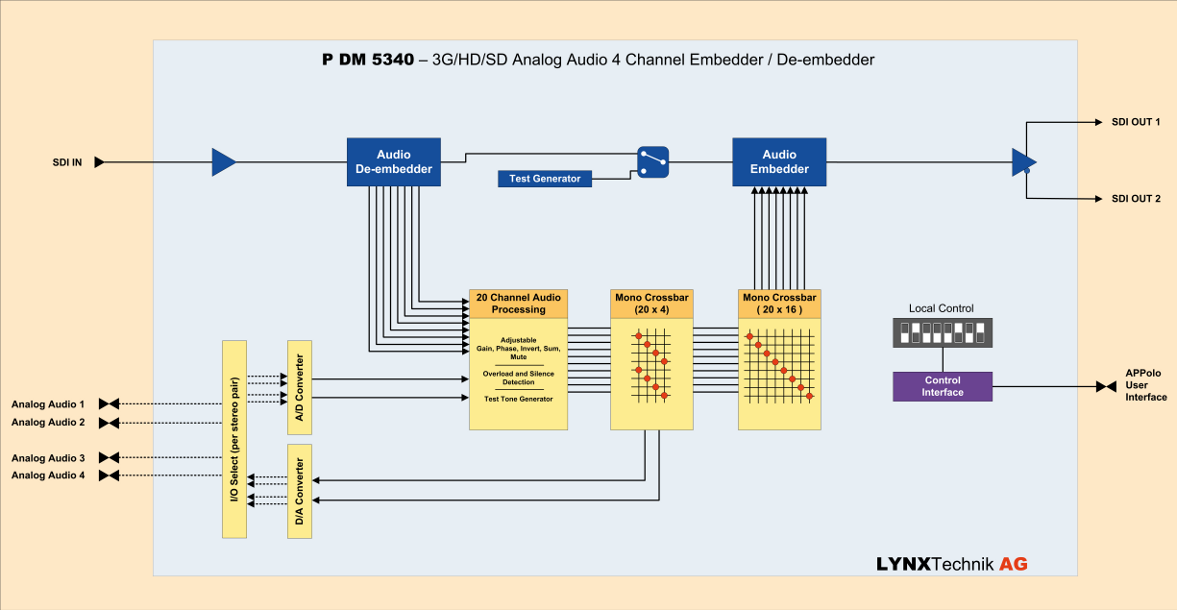 P DM 5340 – 3G/HD/SD Analog Audio 4 Channel Embedder / De-embedder
SDI IN
Audio
De-embedder
Test Generator
Audio
Embedder
SDI OUT 1
SDI OUT 2
20 Channel Audio
Processing
Adjustable
Gain, Phase, Invert, Sum,
Mute
Overload and Silence
Detection
Test Tone Generator
Mono Crossbar
(20 x 4)
Mono Crossbar
( 20 x 16 )
Local Control
Control
Interface
APPolo
User
Interface
Analog Audio 1
Analog Audio 2
Analog Audio 3
Analog Audio 4
I/O Select (per stereo pair)
A/D Converter
D/A Converter
LYNXTechnik AG